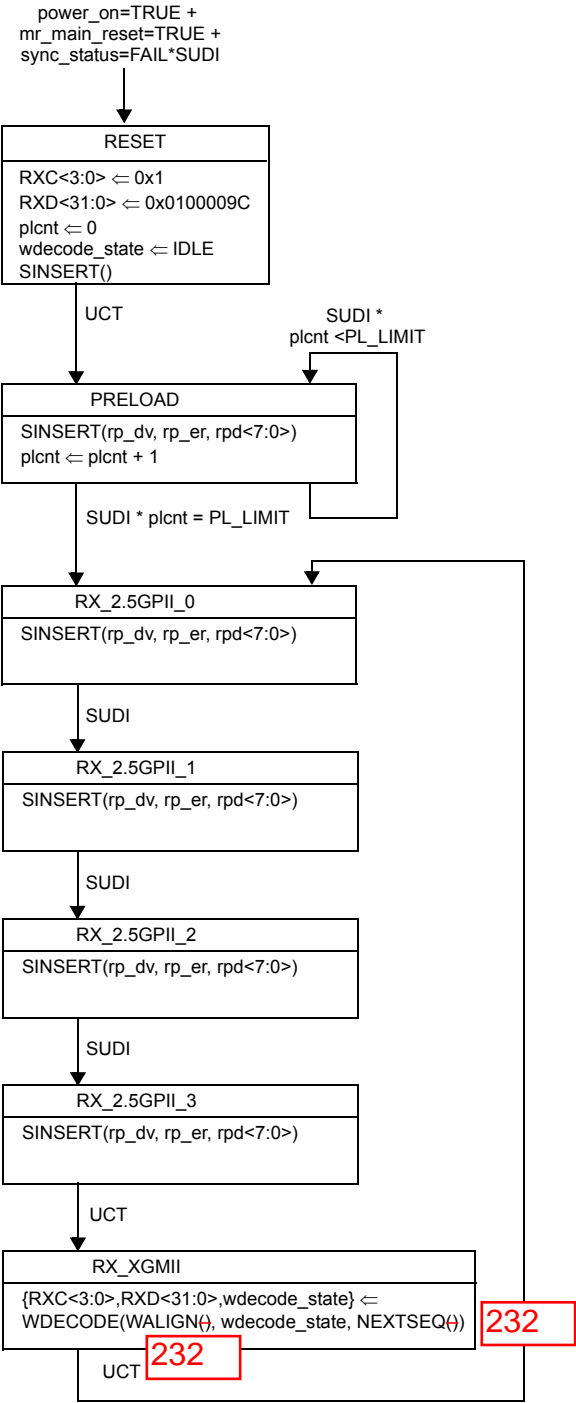 power_on=TRUE +
mr_main_reset=TRUE +
sync_status=FAIL*SUDI
RESET
RXC<3:0> ⇐ 0x1
RXD<31:0> ⇐ 0x0100009C
plcnt ⇐ 0
wdecode_state ⇐ IDLE
SINSERT()
UCT
SUDI *
plcnt <PL_LIMIT
PRELOAD
SINSERT(rp_dv, rp_er, rpd<7:0>)
plcnt ⇐ plcnt + 1
SUDI * plcnt = PL_LIMIT
RX_2.5GPII_0
SINSERT(rp_dv, rp_er, rpd<7:0>)
SUDI
RX_2.5GPII_1
SINSERT(rp_dv, rp_er, rpd<7:0>)
SUDI
RX_2.5GPII_2
SINSERT(rp_dv, rp_er, rpd<7:0>)
SUDI
RX_2.5GPII_3
SINSERT(rp_dv, rp_er, rpd<7:0>)
UCT
RX_XGMII
{RXC<3:0>,RXD<31:0>,wdecode_state} ⇐
WDECODE(WALIGN(), wdecode_state, NEXTSEQ())
232
232
UCT